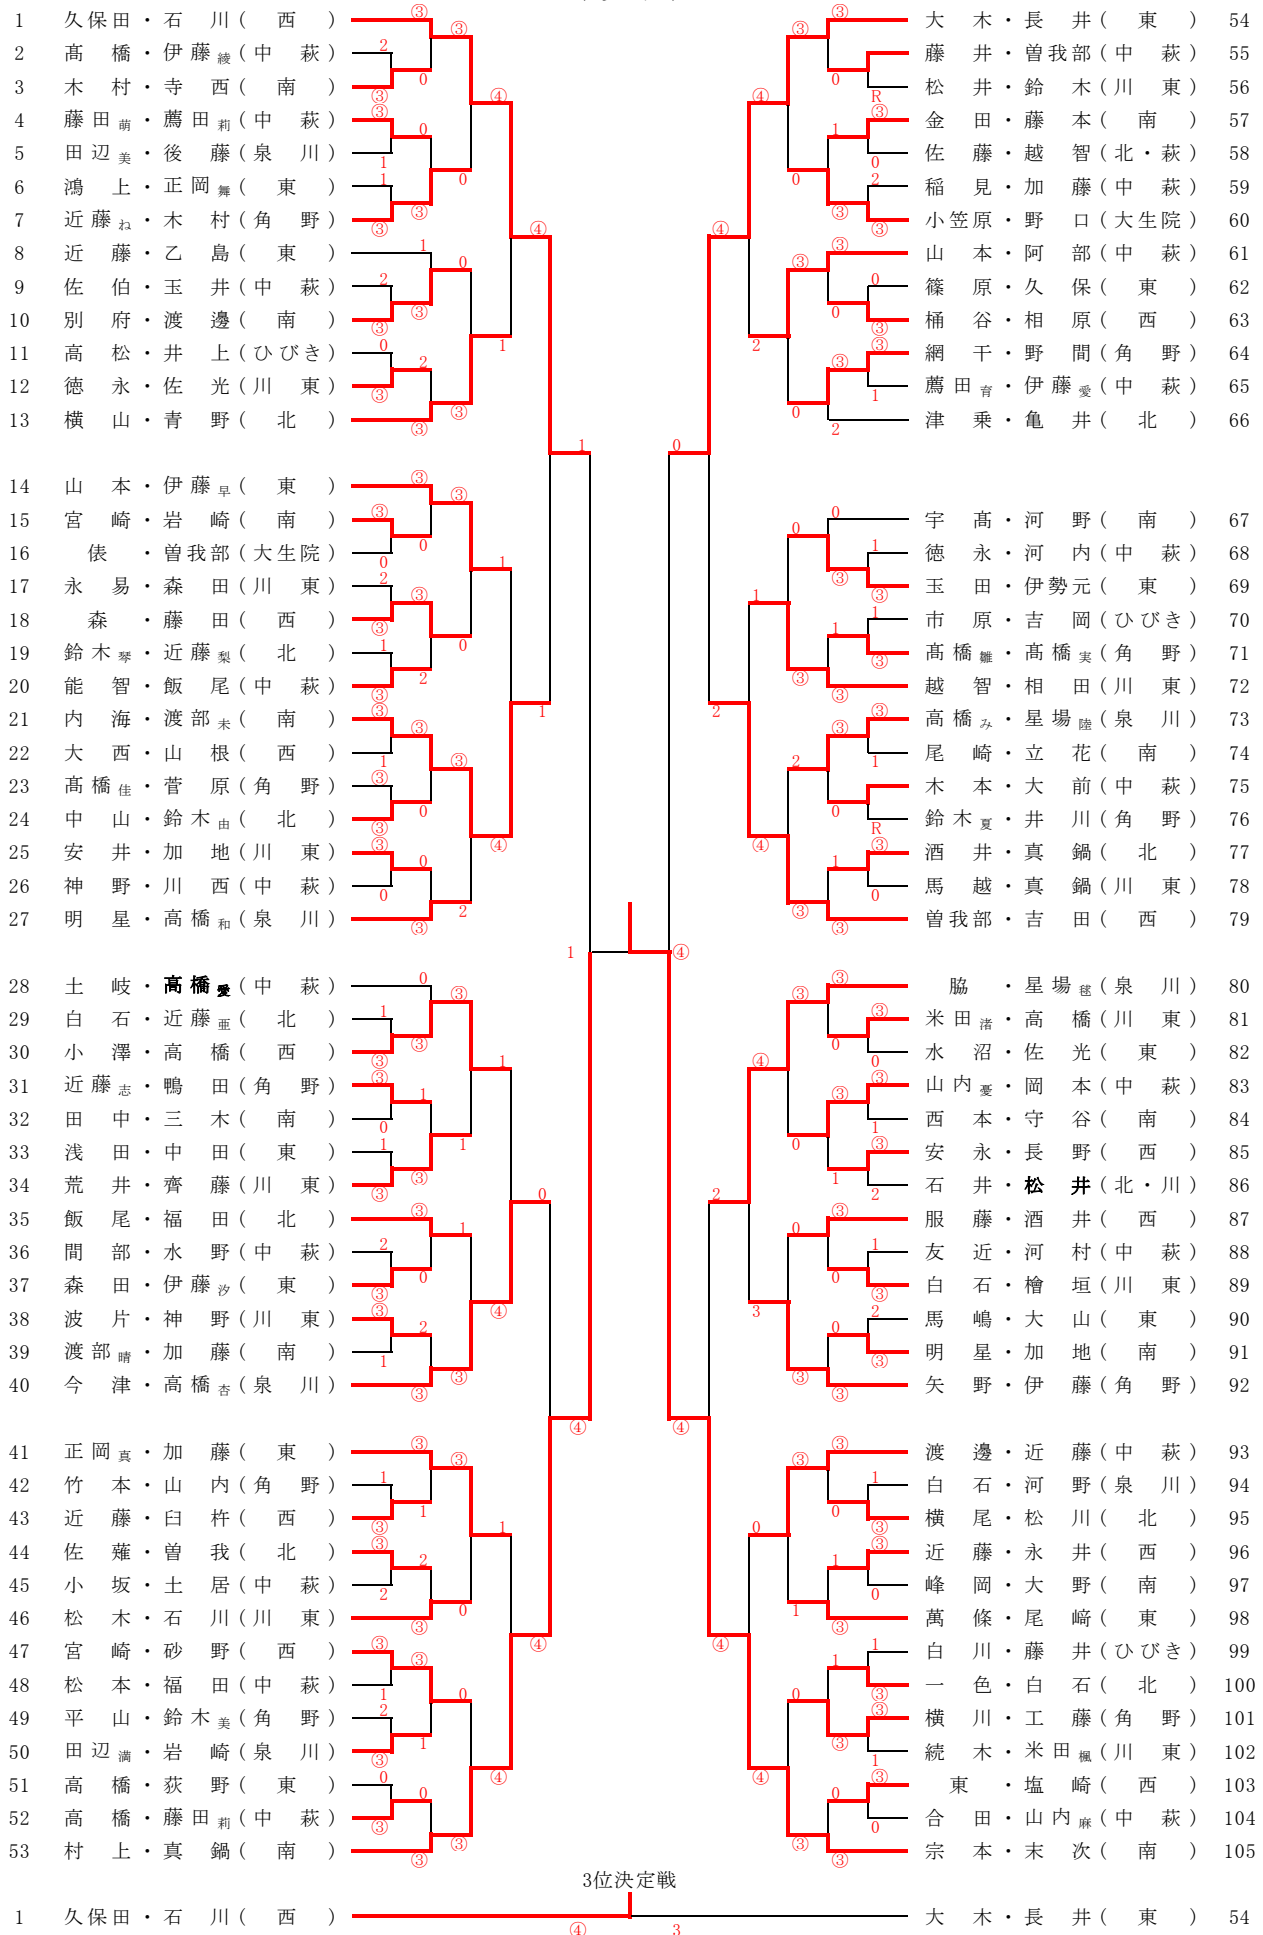 1 久保田・石川(西)
2 髙橋・伊藤綾(中萩)
3 木村・寺西(南)
4 藤田萌・薦田莉(中萩)
5 田辺美・後藤(泉川)
6 鴻上・正岡舞(東)
7 近藤ね・木村(角野)
8 近藤・乙島(東)
9 佐伯・玉井(中萩)
10 別府・渡邊(南)
11 高松・井上(ひびき)
12 徳永・佐光(川東)
13 横山・青野(北)
14 山本・伊藤早(東)
15 宮崎・岩崎(南)
16 俵・曽我部(大生院)
17 永易・森田(川東)
18 森・藤田(西)
19 鈴木琴・近藤梨(北)
20 能智・飯尾(中萩)
21 内海・渡部未(南)
22 大西・山根(西)
23 髙橋佳・菅原(角野)
24 中山・鈴木由(北)
25 安井・加地(川東)
26 神野・川西(中萩)
27 明星・高橋和(泉川)
28 土岐・高橋愛(中萩)
29 白石・近藤亜(北)
30 小澤・高橋(西)
31 近藤志・鴨田(角野)
32 田中・三木(南)
33 浅田・中田(東)
34 荒井・齊藤(川東)
35 飯尾・福田(北)
36 間部・水野(中萩)
37 森田・伊藤汐(東)
38 波片・神野(川東)
39 渡部晴・加藤(南)
40 今津・高橋杏(泉川)
41 正岡真・加藤(東)
42 竹本・山内(角野)
43 近藤・臼杵(西)
44 佐薙・曽我(北)
45 小坂・土居(中萩)
46 松木・石川(川東)
47 宮崎・砂野(西)
48 松本・福田(中萩)
49 平山・鈴木美(角野)
50 田辺満・岩崎(泉川)
51 高橋・荻野(東)
52 高橋・藤田莉(中萩)
53 村上・真鍋(南)
大木・長井(東) 54
藤井・曽我部(中萩) 55
松井・鈴木(川東) 56
金田・藤本(南) 57
佐藤・越智(北・萩) 58
稲見・加藤(中萩) 59
小笠原・野口(大生院) 60
山本・阿部(中萩) 61
篠原・久保(東) 62
桶谷・相原(西) 63
網干・野間(角野) 64
薦田育・伊藤愛(中萩) 65
津乗・亀井(北) 66
宇髙・河野(南) 67
徳永・河内(中萩) 68
玉田・伊勢元(東) 69
市原・吉岡(ひびき) 70
髙橋雛・髙橋実(角野) 71
越智・相田(川東) 72
高橋み・星場陸(泉川) 73
尾崎・立花(南) 74
木本・大前(中萩) 75
鈴木夏・井川(角野) 76
酒井・真鍋(北) 77
馬越・真鍋(川東) 78
曽我部・吉田(西) 79
脇・星場毬(泉川) 80
米田渚・高橋(川東) 81
水沼・佐光(東) 82
山内憂・岡本(中萩) 83
西本・守谷(南) 84
安永・長野(西) 85
石井・松井(北・川) 86
服藤・酒井(西) 87
友近・河村(中萩) 88
白石・檜垣(川東) 89
馬嶋・大山(東) 90
明星・加地(南) 91
矢野・伊藤(角野) 92
渡邊・近藤(中萩) 93
白石・河野(泉川) 94
横尾・松川(北) 95
近藤・永井(西) 96
峰岡・大野(南) 97
萬條・尾﨑(東) 98
白川・藤井(ひびき) 99
一色・白石(北) 100
横川・工藤(角野) 101
続木・米田楓(川東) 102
東・塩崎(西) 103
合田・山内麻(中萩) 104
宗本・末次(南) 105
3位決定戦
1 久保田・石川(西) ④ 3 大木・長井(東) 54